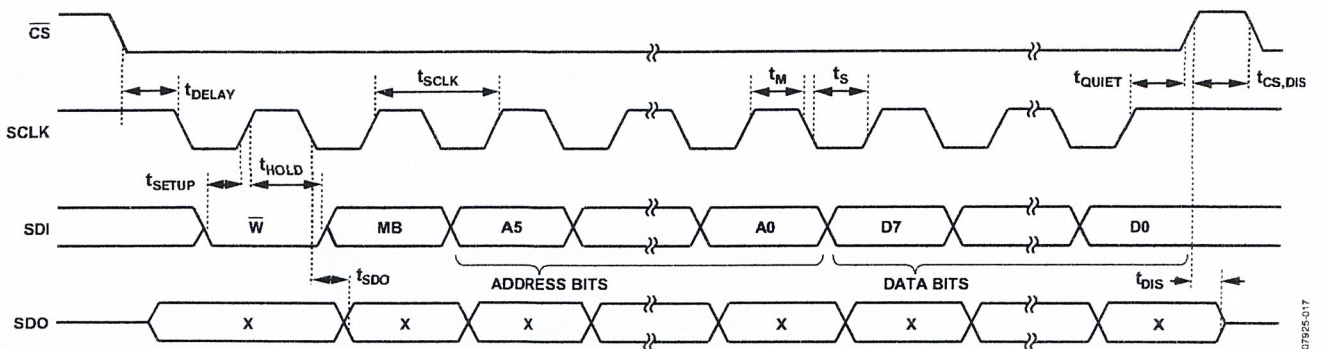 CS
tDELAY
tSCLK
tM
tS
tQUIET
tCS,DIS
SCLK
tSETUP
tHOLD
SDI
W
MB
A5
A0
D7
D0
tSDO
ADDRESS BITS
DATA BITS
tDIS
SDO
X
X
X
X
X
X
07925-017